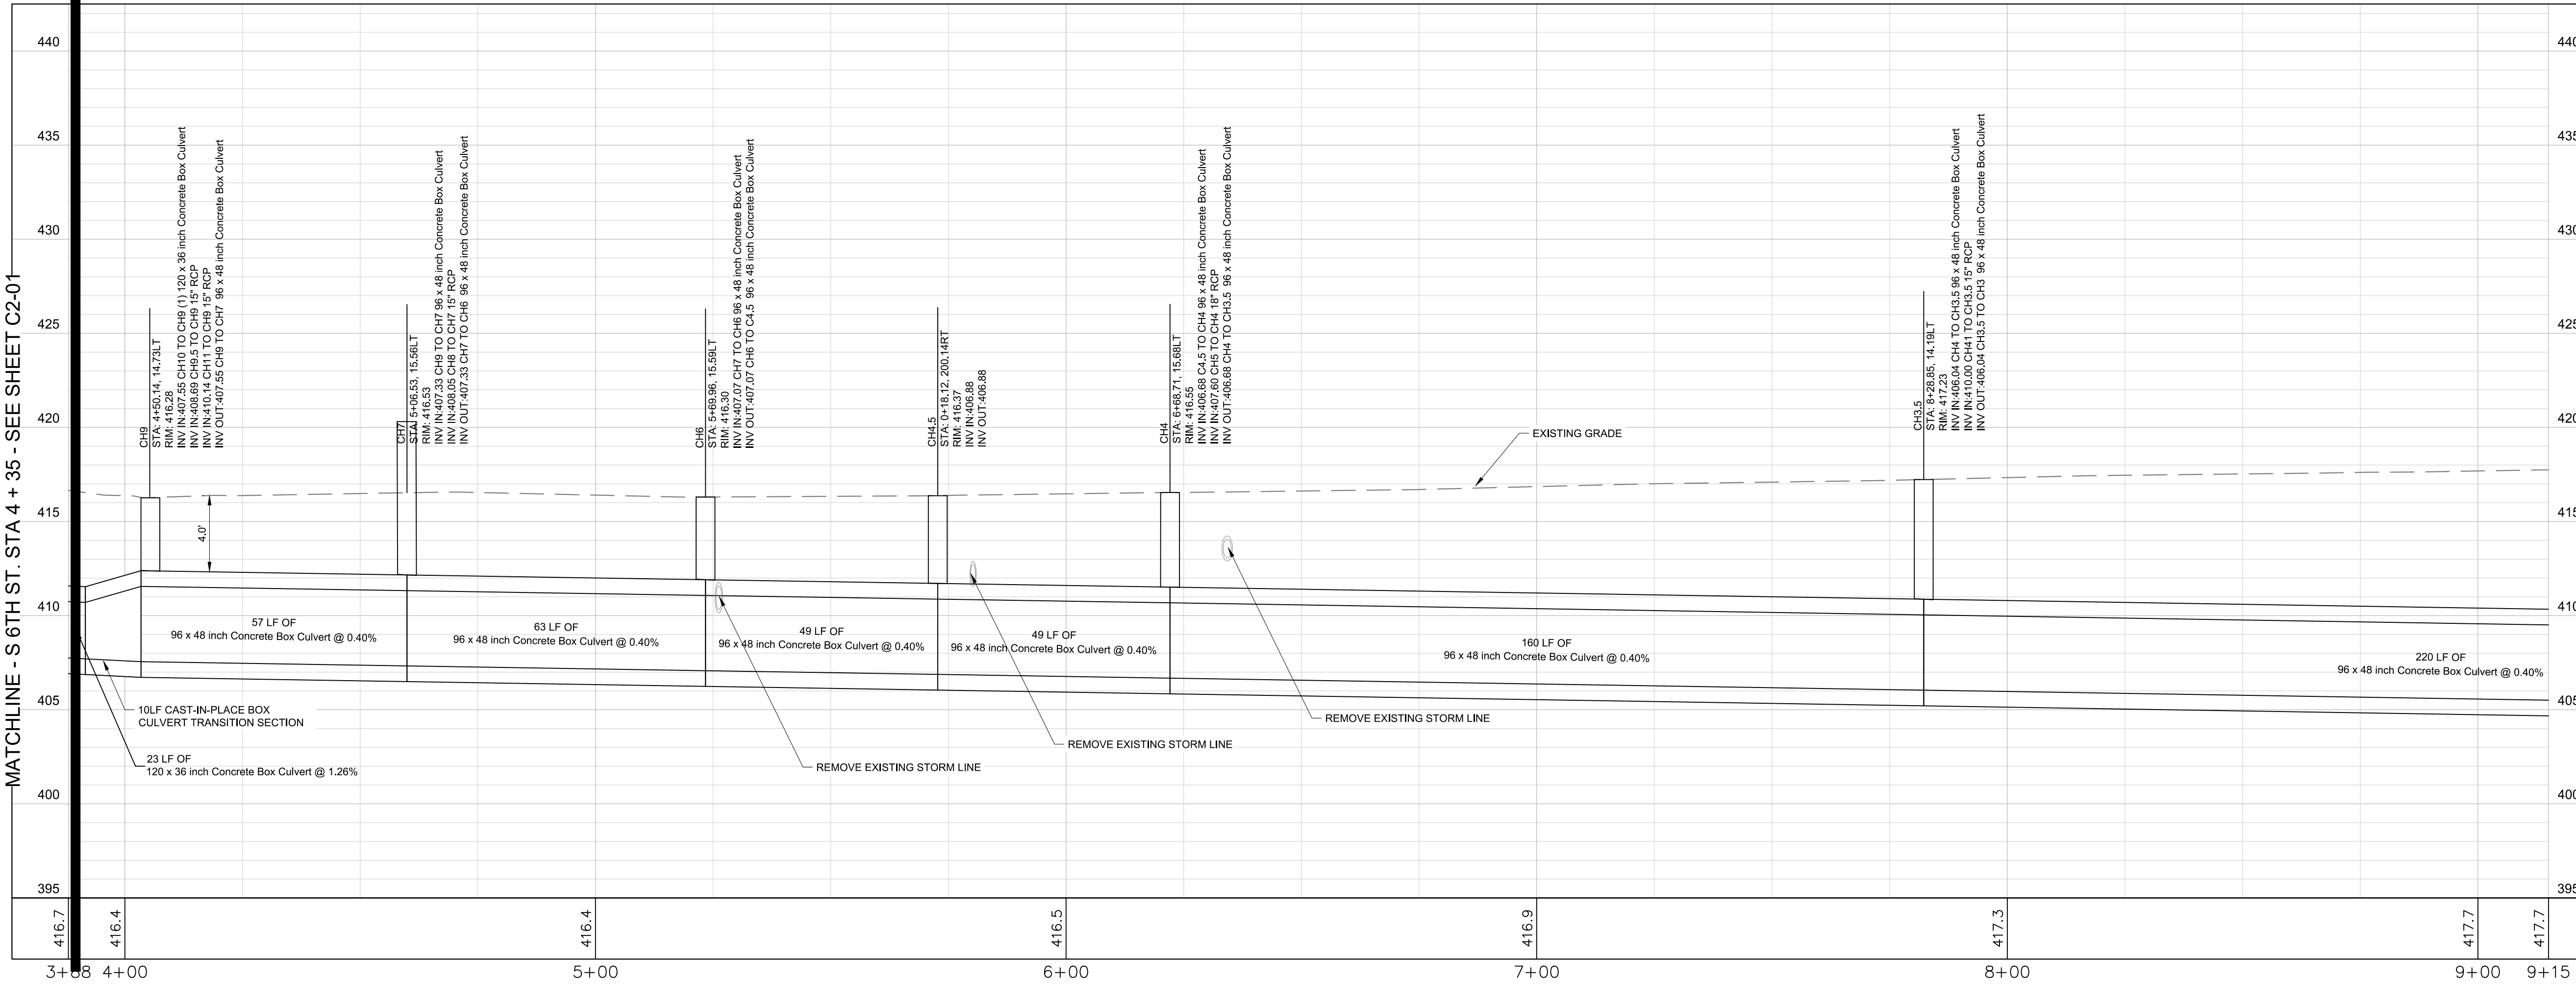 MATCHLINE - S 6TH ST. STA 4 + 35 - SEE SHEET C2-01
440
435
430
425
420
415
410
405
400
395
CH9
STA: 4+50.14, 14.73LT
RIM: 416.28
INV IN:407.55 CH10 TO CH9 (1) 120 x 36 inch Concrete Box Culvert
INV IN:408.69 CH9.5 TO CH9 15" RCP
INV IN:410.14 CH11 TO CH9 15" RCP
INV OUT:407.55 CH9 TO CH7 96 x 48 inch Concrete Box Culvert
CH7
STA: 5+06.53, 15.56LT
RIM: 416.53
INV IN:407.33 CH9 TO CH7 96 x 48 inch Concrete Box Culvert
INV IN:408.05 CH8 TO CH7 15" RCP
INV OUT:407.33 CH7 TO CH6 96 x 48 inch Concrete Box Culvert
CH6
STA: 5+69.96, 15.59LT
RIM: 416.30
INV IN:407.07 CH7 TO CH6 96 x 48 inch Concrete Box Culvert
INV OUT:407.07 CH6 TO C4.5 96 x 48 inch Concrete Box Culvert
CH4.5
STA: 0+18.12, 200.14RT
RIM: 416.37
INV IN:406.88
INV OUT:406.88
CH4
STA: 6+68.71, 15.68LT
RIM: 416.55
INV IN:406.68 C4.5 TO CH4 96 x 48 inch Concrete Box Culvert
INV IN:407.60 CH5 TO CH4 18" RCP
INV OUT:406.68 CH4 TO CH3.5 96 x 48 inch Concrete Box Culvert
CH3.5
STA: 8+28.85, 14.19LT
RIM: 417.23
INV IN:406.04 CH4 TO CH3.5 96 x 48 inch Concrete Box Culvert
INV IN:410.00 CH41 TO CH3.5 15" RCP
INV OUT:406.04 CH3.5 TO CH3 96 x 48 inch Concrete Box Culvert
EXISTING GRADE
4.0'
57 LF OF
96 x 48 inch Concrete Box Culvert @ 0.40%
63 LF OF
96 x 48 inch Concrete Box Culvert @ 0.40%
49 LF OF
96 x 48 inch Concrete Box Culvert @ 0.40%
49 LF OF
96 x 48 inch Concrete Box Culvert @ 0.40%
160 LF OF
96 x 48 inch Concrete Box Culvert @ 0.40%
220 LF OF
96 x 48 inch Concrete Box Culvert @ 0.40%
10LF CAST-IN-PLACE BOX
CULVERT TRANSITION SECTION
23 LF OF
120 x 36 inch Concrete Box Culvert @ 1.26%
REMOVE EXISTING STORM LINE
REMOVE EXISTING STORM LINE
REMOVE EXISTING STORM LINE
440
435
430
425
420
415
410
405
400
395
416.7
416.4
416.4
416.5
416.9
417.3
417.7
417.7
3+88
4+00
5+00
6+00
7+00
8+00
9+00
9+15